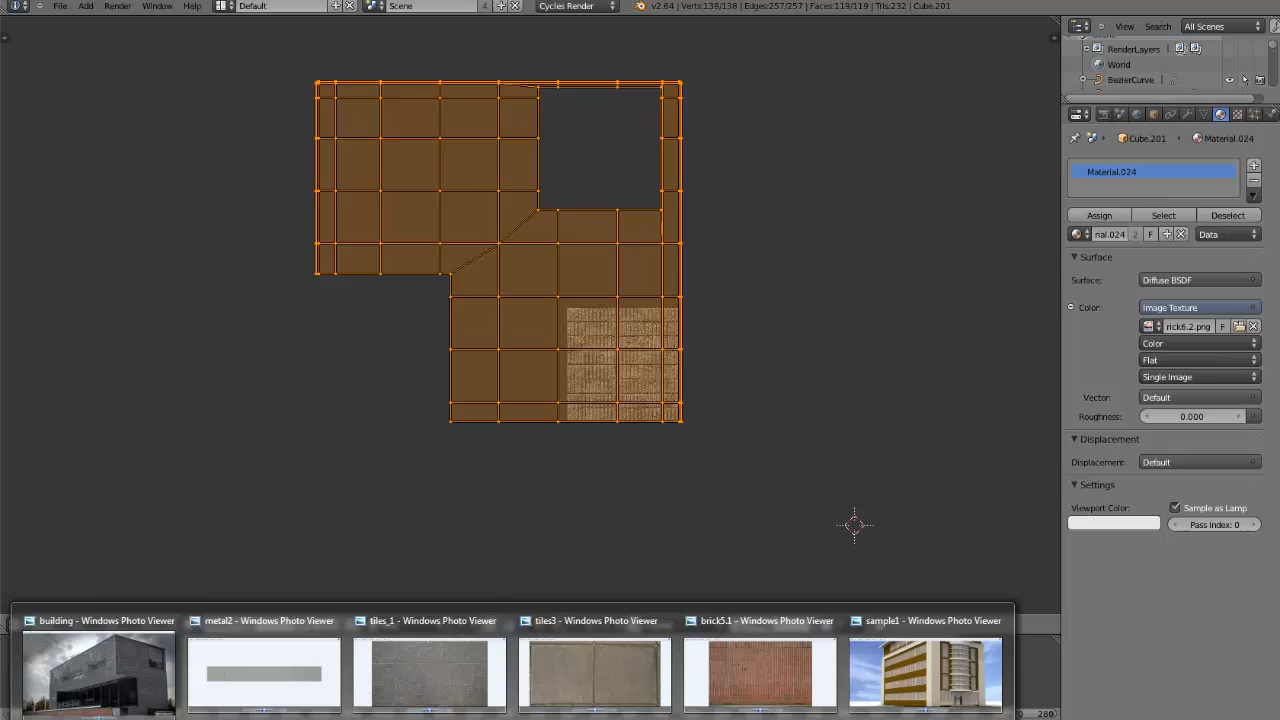 File Add Render Window Help Default Scene 4 Cycles Render v2.64 | Verts:138/138 | Edges:257/257 | Faces:119/119 | Tris:232 | Cube.201
View Search All Scenes
RenderLayers
World
BezierCurve
Cube.201 Material.024
Material.024
Assign Select Deselect
rial.024 2 F Data
Surface
Surface: Diffuse BSDF
Color: Image Texture
rick6.2.png F
Color
Flat
Single Image
Vector: Default
Roughness: 0.000
Displacement
Displacement: Default
Settings
Viewport Color: Sample as Lamp
Pass Index: 0
building - Windows Photo Viewer metal2 - Windows Photo Viewer tiles_1 - Windows Photo Viewer tiles3 - Windows Photo Viewer brick5.1 - Windows Photo Viewer sample1 - Windows Photo Viewer
280